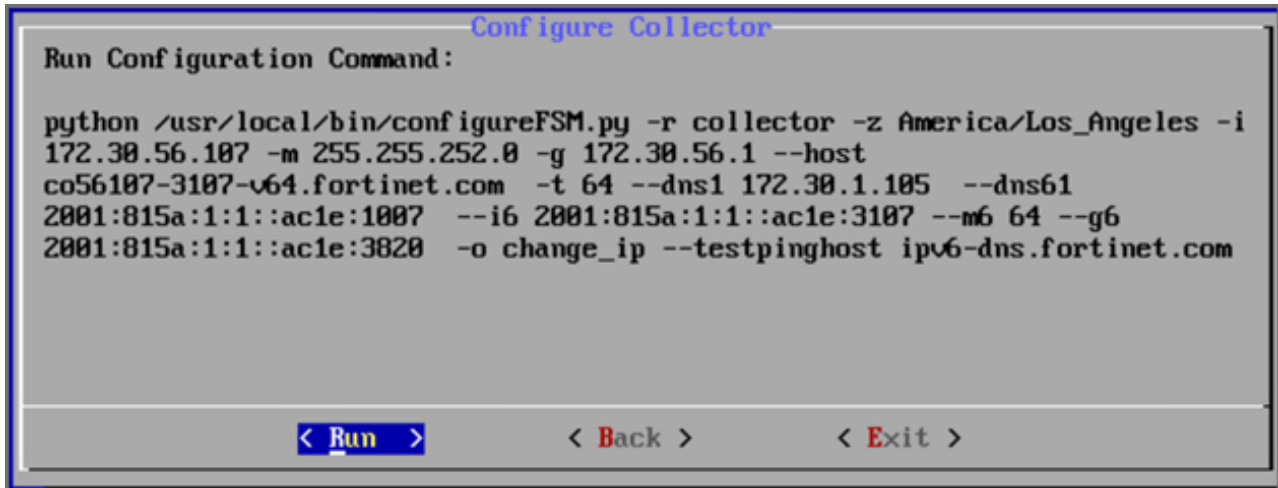 Configure Collector
Run Configuration Command:
python /usr/local/bin/configureFSM.py -r collector -z America/Los_Angeles -i
172.30.56.107 -m 255.255.252.0 -g 172.30.56.1 --host
co56107-3107-v64.fortinet.com  -t 64 --dns1 172.30.1.105   --dns61
2001:815a:1:1::ac1e:1007  --i6 2001:815a:1:1::ac1e:3107 --m6 64 --g6
2001:815a:1:1::ac1e:3820  -o change_ip --testpinghost ipv6-dns.fortinet.com
< Run > < Back > < Exit >